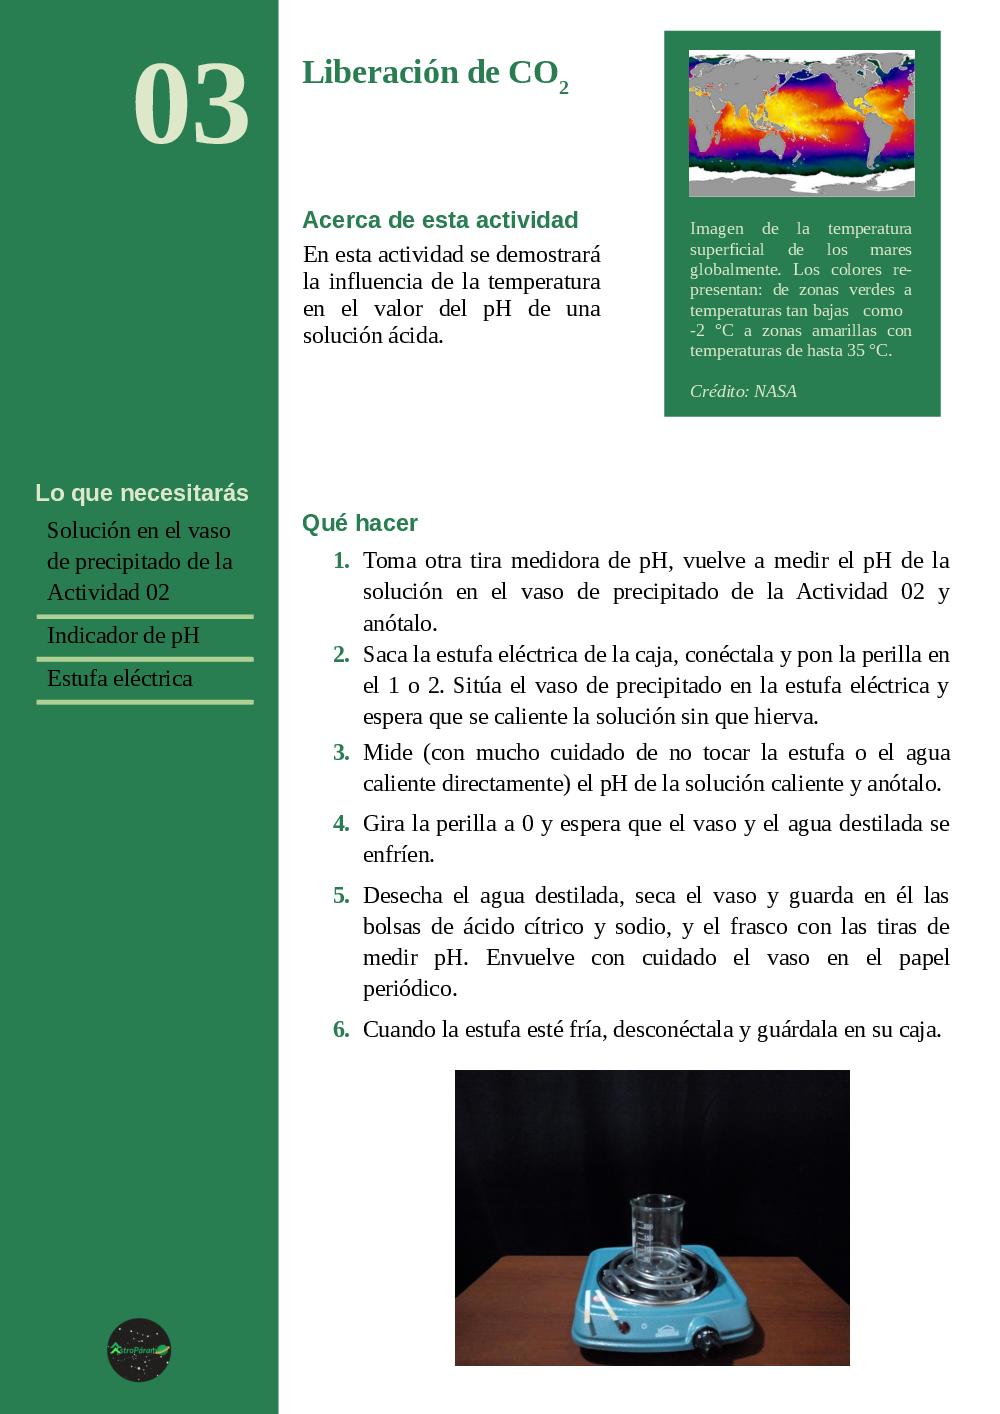 03
Liberación de CO2
Acerca de esta actividad
En esta actividad se demostrará
la influencia de la temperatura
en el valor del pH de una
solución ácida.
Imagen de la temperatura
superficial de los mares
globalmente. Los colores re-
presentan: de zonas verdes a
temperaturas tan bajas como
-2 °C a zonas amarillas con
temperaturas de hasta 35 °C.
Crédito: NASA
Lo que necesitarás
Solución en el vaso
de precipitado de la
Actividad 02
Indicador de pH
Estufa eléctrica
Qué hacer
1. Toma otra tira medidora de pH, vuelve a medir el pH de la
solución en el vaso de precipitado de la Actividad 02 y
anótalo.
2. Saca la estufa eléctrica de la caja, conéctala y pon la perilla en
el 1 o 2. Sitúa el vaso de precipitado en la estufa eléctrica y
espera que se caliente la solución sin que hierva.
3. Mide (con mucho cuidado de no tocar la estufa o el agua
caliente directamente) el pH de la solución caliente y anótalo.
4. Gira la perilla a 0 y espera que el vaso y el agua destilada se
enfríen.
5. Desecha el agua destilada, seca el vaso y guarda en él las
bolsas de ácido cítrico y sodio, y el frasco con las tiras de
medir pH. Envuelve con cuidado el vaso en el papel
periódico.
6. Cuando la estufa esté fría, desconéctala y guárdala en su caja.